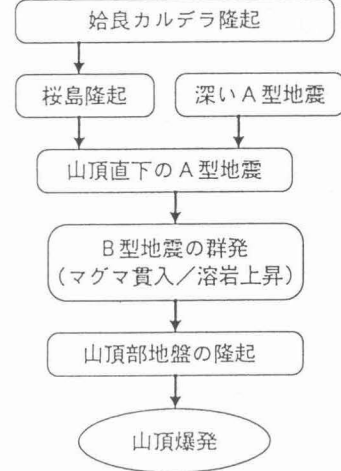 姶良カルデラ隆起
桜島隆起
深いA型地震
山頂直下のA型地震
B型地震の群発
(マグマ貫入／溶岩上昇)
山頂部地盤の隆起
山頂爆発